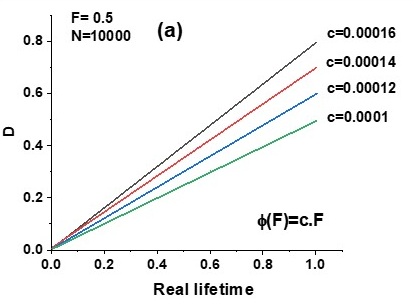 F= 0.5
N=10000
(a)
c=0.00016
c=0.00014
c=0.00012
c=0.0001
ϕ(F)=c.F
D
0.8
0.6
0.4
0.2
0.0
0.0 0.2 0.4 0.6 0.8 1.0
Real lifetime